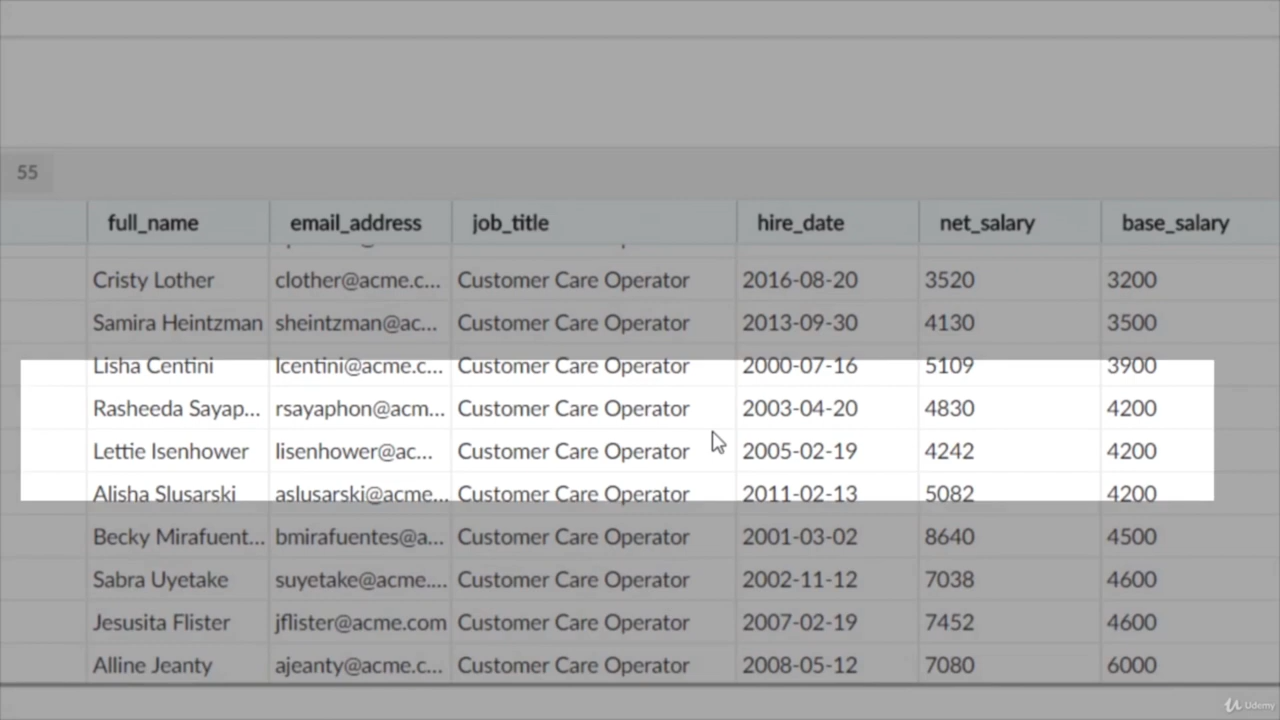 55
full_name email_address job_title hire_date net_salary base_salary
Cristy Lother clother@acme.c... Customer Care Operator 2016-08-20 3520 3200
Samira Heintzman sheintzman@ac... Customer Care Operator 2013-09-30 4130 3500
Lisha Centini lcentini@acme.c... Customer Care Operator 2000-07-16 5109 3900
Rasheeda Sayap... rsayaphon@acm... Customer Care Operator 2003-04-20 4830 4200
Lettie Isenhower lisenhower@ac... Customer Care Operator 2005-02-19 4242 4200
Alisha Slusarski aslusarski@acme... Customer Care Operator 2011-02-13 5082 4200
Becky Mirafuent... bmirafuentes@a... Customer Care Operator 2001-03-02 8640 4500
Sabra Uyetake suyetake@acme.... Customer Care Operator 2002-11-12 7038 4600
Jesusita Flister jflister@acme.com Customer Care Operator 2007-02-19 7452 4600
Alline Jeanty ajeanty@acme.c... Customer Care Operator 2008-05-12 7080 6000
Udemy